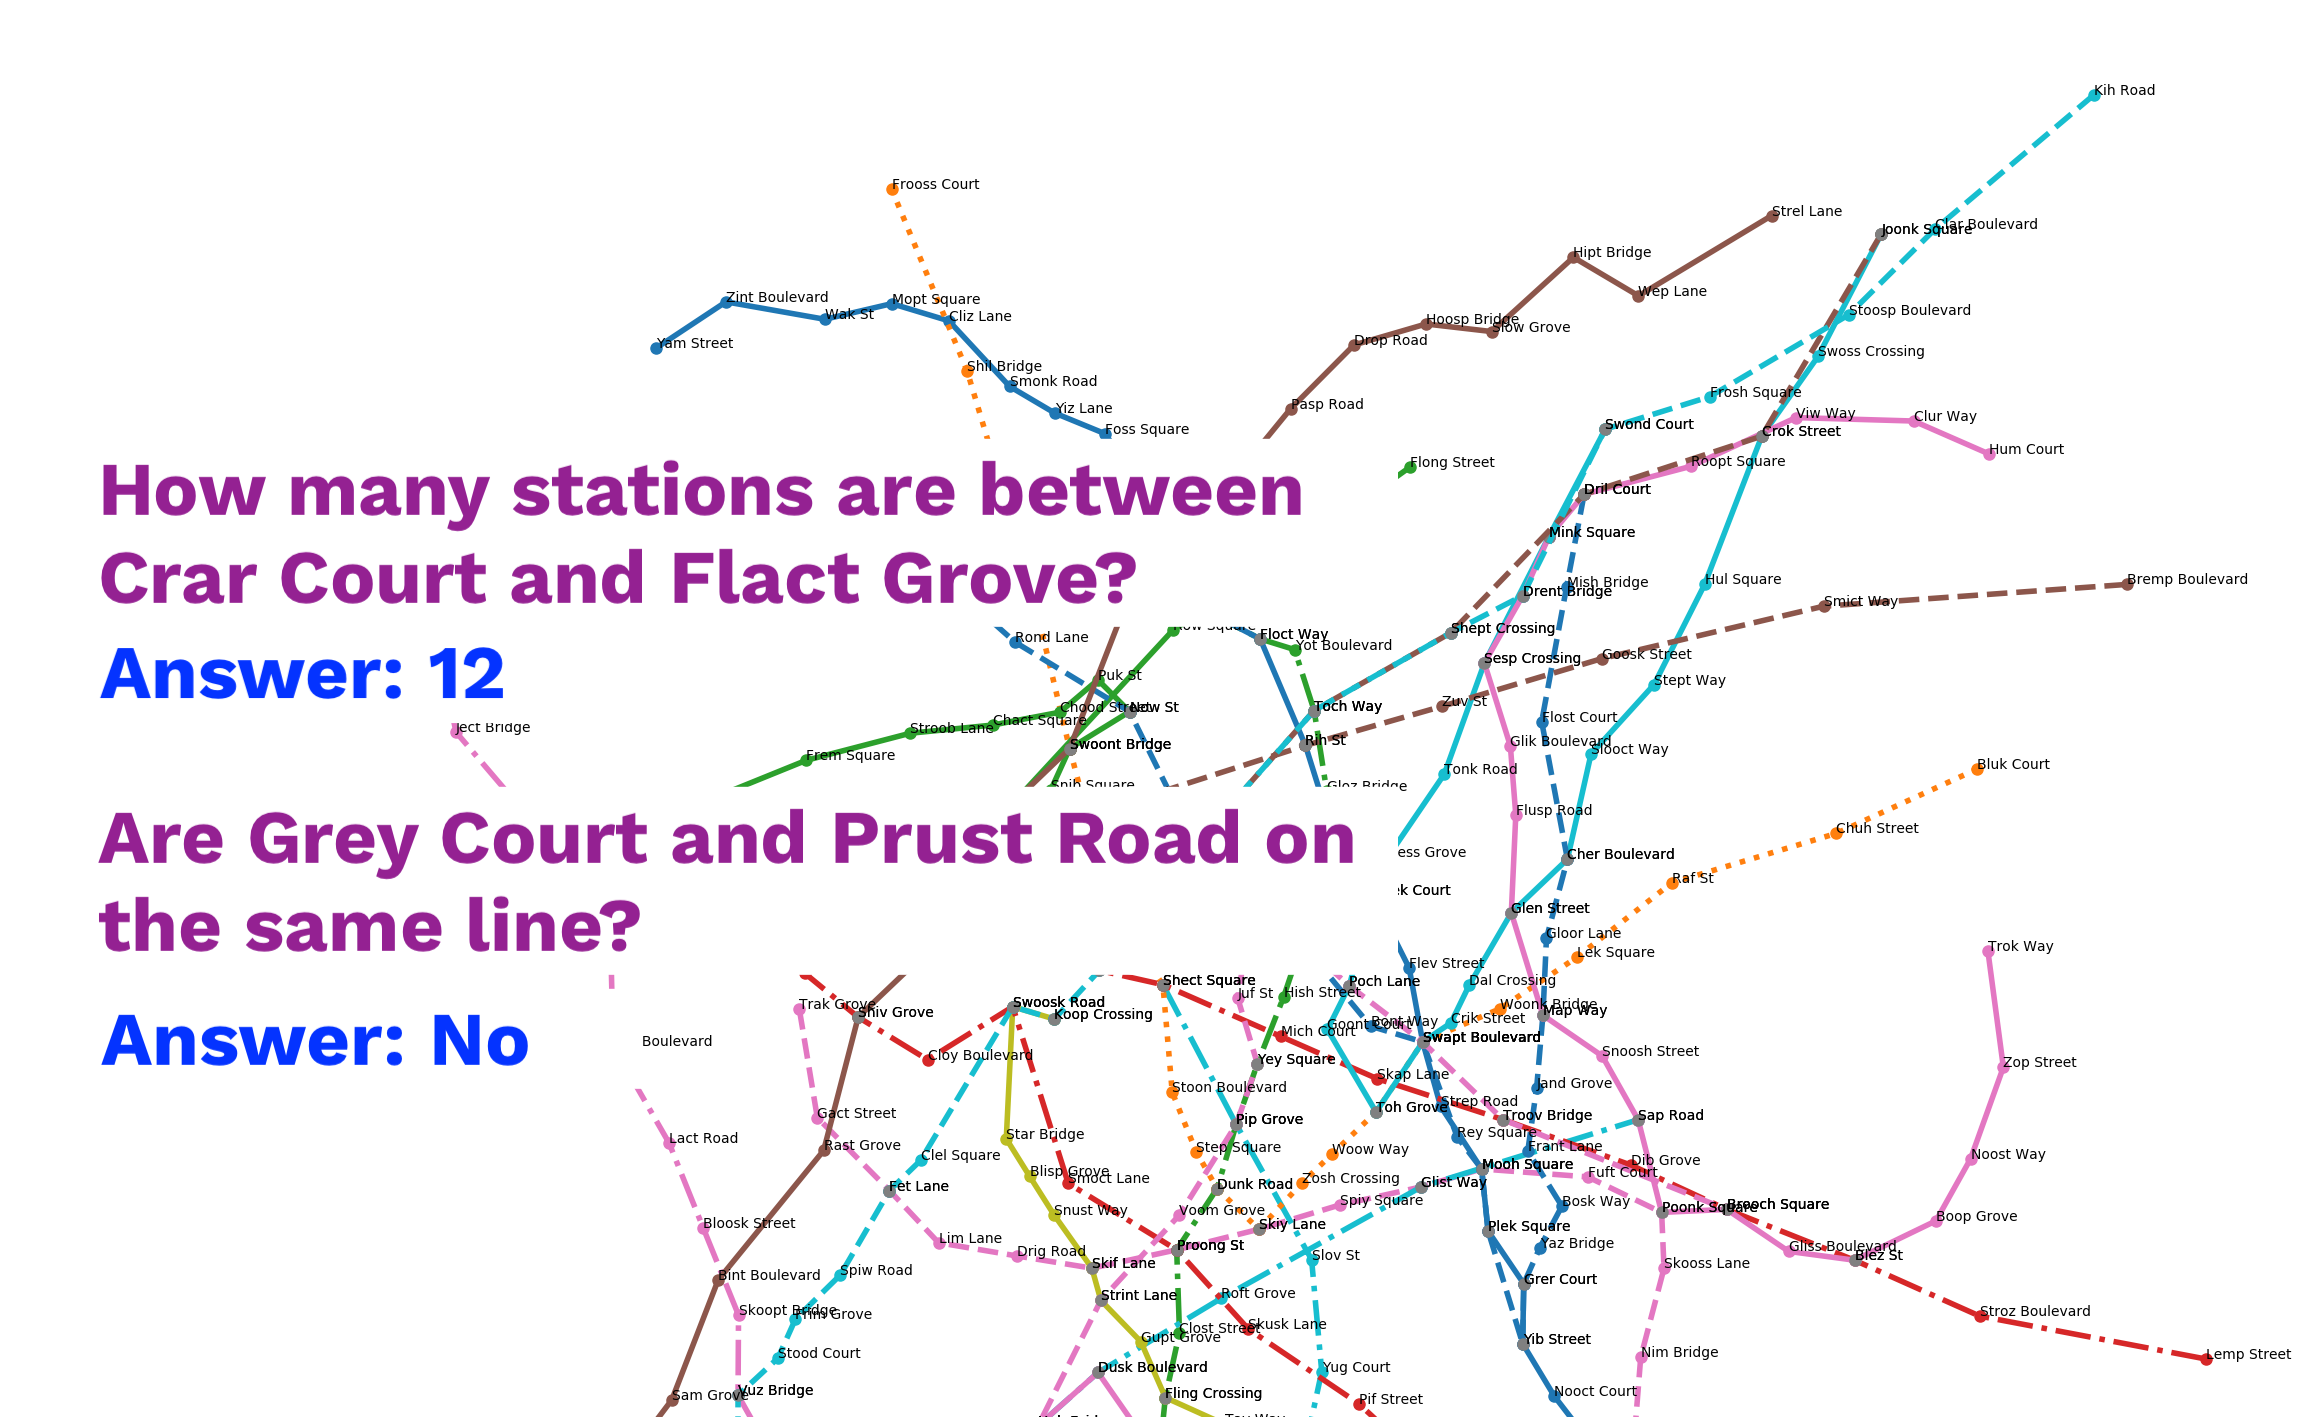 Kih Road
Frooss Court
Strel Lane
Clar Boulevard
Joonk Square
Hipt Bridge
Wep Lane
Zint Boulevard
Mopt Square
Wak St
Cliz Lane
Stoosp Boulevard
Hoosp Bridge
Slow Grove
Yam Street
Drop Road
Swoss Crossing
Shil Bridge
Smonk Road
Frosh Square
Yiz Lane
Pasp Road
Viw Way
Clur Way
Foss Square
Swond Court
Crok Street
Hum Court
Flong Street
Roopt Square
Dril Court
How many stations are between
Crar Court and Flact Grove?
Mink Square
Mish Bridge
Hul Square
Bremp Boulevard
Drent Bridge
Smict Way
Shept Crossing
Rond Lane
Floct Way
Yot Boulevard
Goosk Street
Sesp Crossing
Answer: 12
Puk St
Stept Way
Chood Street
Now St
Toch Way
Zuv St
Flost Court
Ject Bridge
Stroob Lane
Chact Square
Swoont Bridge
Rih St
Glik Boulevard
Slooct Way
Frem Square
Tonk Road
Bluk Court
Snih Square
Gloz Bridge
Flusp Road
Chuh Street
Are Grey Court and Prust Road on
the same line?
ess Grove
Cher Boulevard
k Court
Raf St
Glen Street
Gloor Lane
Lek Square
Trok Way
Flev Street
Shect Square
Poch Lane
Dal Crossing
Juf St
Hish Street
Trak Grove
Shiv Grove
Swoosk Road
Koop Crossing
Woonk Bridge
Map Way
Goont Court
Bont Way
Crik Street
Mich Court
Swapt Boulevard
Answer: No
Boulevard
Cloy Boulevard
Yey Square
Snoosh Street
Zop Street
Skap Lane
Jand Grove
Stoon Boulevard
Strep Road
Gact Street
Pip Grove
Toh Grove
Troov Bridge
Sap Road
Lact Road
Rast Grove
Star Bridge
Step Square
Woow Way
Rey Square
Frant Lane
Clel Square
Blisp Grove
Smoct Lane
Mooh Square
Dib Grove
Fuft Court
Noost Way
Fet Lane
Dunk Road
Zosh Crossing
Glist Way
Spiy Square
Bosk Way
Poonk Square
Brooch Square
Bloosk Street
Snust Way
Voom Grove
Skiy Lane
Plek Square
Boop Grove
Lim Lane
Drig Road
Proong St
Slov St
Yaz Bridge
Gliss Boulevard
Blez St
Bint Boulevard
Spiw Road
Skif Lane
Skooss Lane
Grer Court
Strint Lane
Roft Grove
Skoopt Bridge
Frim Grove
Clost Street
Skusk Lane
Stroz Boulevard
Gupt Grove
Yib Street
Stood Court
Nim Bridge
Lemp Street
Dusk Boulevard
Yug Court
Sam Grove
Vuz Bridge
Fling Crossing
Pif Street
Nooct Court